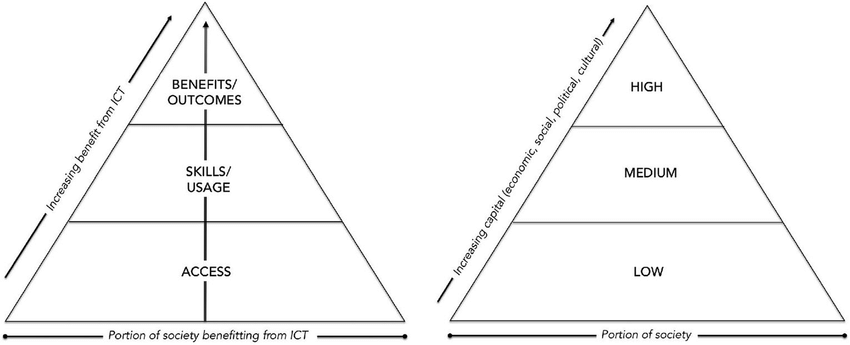 Increasing benefit from ICT
BENEFITS/
OUTCOMES
SKILLS/
USAGE
ACCESS
Portion of society benefitting from ICT
Increasing capital (economic, social, political, cultural)
HIGH
MEDIUM
LOW
Portion of society